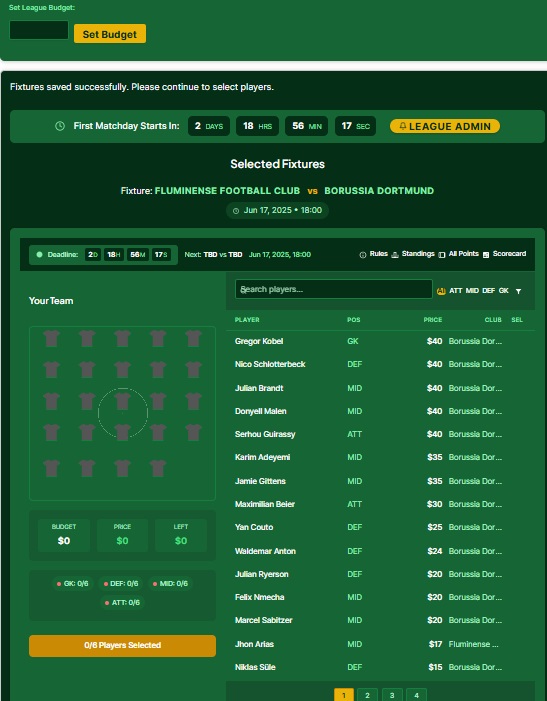 Set League Budget:
Set Budget
Fixtures saved successfully. Please continue to select players.
First Matchday Starts In: 2 DAYS 18 HRS 56 MIN 17 SEC LEAGUE ADMIN
Selected Fixtures
Fixture: FLUMINENSE FOOTBALL CLUB vs BORUSSIA DORTMUND
Jun 17, 2025 • 18:00
Deadline: 2D 18H 56M 17S Next: TBD vs TBD Jun 17, 2025, 18:00 Rules Standings All Points Scorecard
Your Team
Search players... All ATT MID DEF GK
PLAYER POS PRICE CLUB SEL
Gregor Kobel GK $40 Borussia Dor...
Nico Schlotterbeck DEF $40 Borussia Dor...
Julian Brandt MID $40 Borussia Dor...
Donyell Malen MID $40 Borussia Dor...
Serhou Guirassy ATT $40 Borussia Dor...
Karim Adeyemi MID $35 Borussia Dor...
Jamie Gittens MID $35 Borussia Dor...
Maximilian Beier ATT $30 Borussia Dor...
Yan Couto DEF $25 Borussia Dor...
Waldemar Anton DEF $24 Borussia Dor...
Julian Ryerson DEF $20 Borussia Dor...
Felix Nmecha MID $20 Borussia Dor...
Marcel Sabitzer MID $20 Borussia Dor...
Jhon Arias MID $17 Fluminense ...
Niklas Süle DEF $15 Borussia Dor...
1 2 3 4
BUDGET PRICE LEFT
$0 $0 $0
GK: 0/6 DEF: 0/6 MID: 0/6
ATT: 0/6
0/6 Players Selected